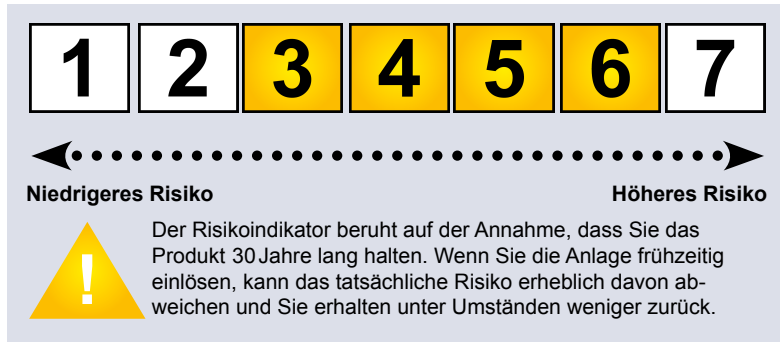 1 2 3 4 5 6 7
Niedrigeres Risiko Höheres Risiko
! Der Risikoindikator beruht auf der Annahme, dass Sie das
Produkt 30 Jahre lang halten. Wenn Sie die Anlage frühzeitig
einlösen, kann das tatsächliche Risiko erheblich davon ab-
weichen und Sie erhalten unter Umständen weniger zurück.